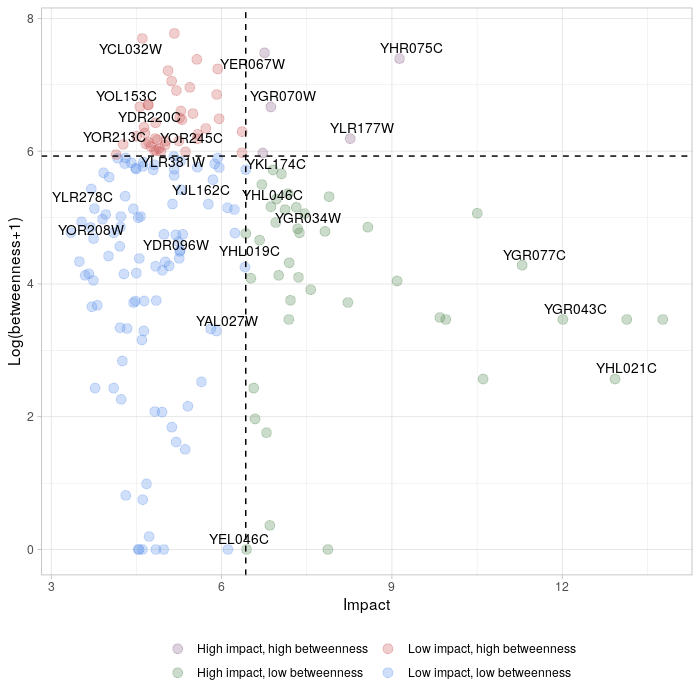 8
YCL032W
YHR075C
YER067W
YOL153C
YGR070W
YDR220C
YLR177W
YOR213C
YOR245C
6
YLR381W
YKL174C
YJL162C
YLR278C
YHL046C
YGR034W
YOR208W
YDR096W
YHL019C
YGR077C
4
YAL027W
YGR043C
YHL021C
2
YEL046C
0
Log(betweenness+1)
3 6 9 12
Impact
High impact, high betweenness Low impact, high betweenness
High impact, low betweenness Low impact, low betweenness